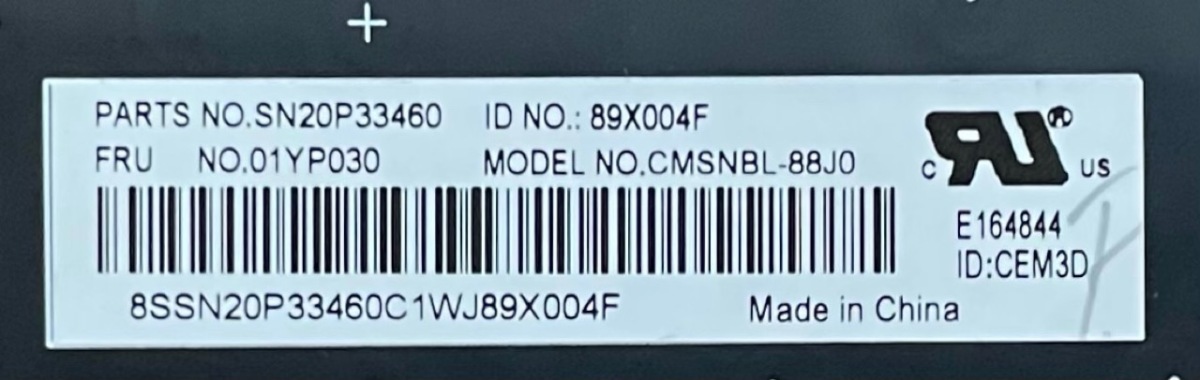 PARTS NO.SN20P33460 ID NO.: 89X004F
FRU NO.01YP030 MODEL NO.CMSNBL-88J0
8SSN20P33460C1WJ89X004F Made in China
c RU ® US
E164844
ID:CEM3D